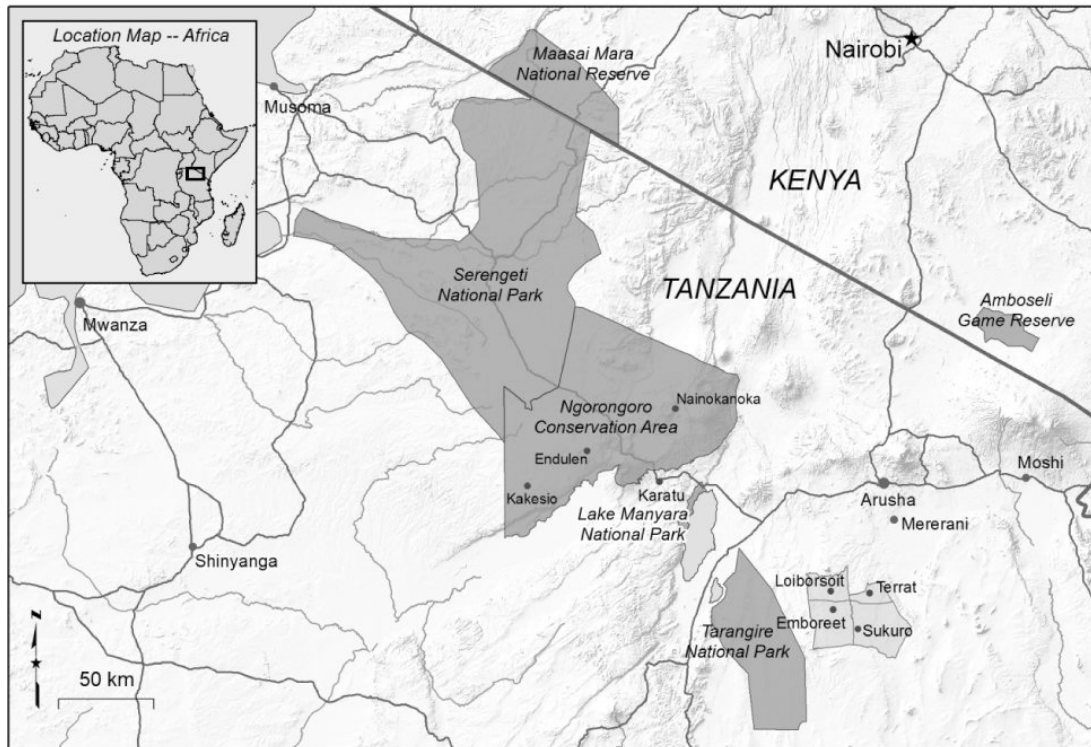 Location Map -- Africa
Maasai Mara
National Reserve
Nairobi
Musoma
KENYA
Serengeti
National Park
TANZANIA
Amboseli
Game Reserve
Mwanza
Nainokanoka
Ngorongoro
Conservation Area
Endulen
Kakesio
Karatu
Lake Manyara
National Park
Moshi
Arusha
Mererani
Shinyanga
Loiborsoit
Terrat
Emboreet
Sukuro
Tarangire
National Park
N
50 km